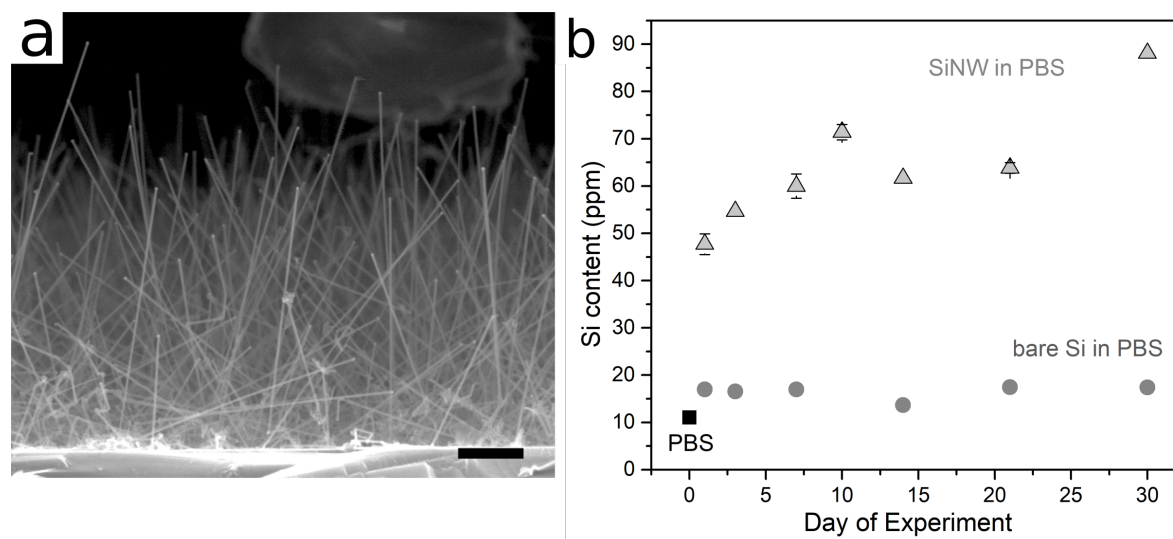 a
b
90
80
70
60
50
40
30
20
10
0
Si content (ppm)
SiNW in PBS
bare Si in PBS
PBS
0 5 10 15 20 25 30
Day of Experiment